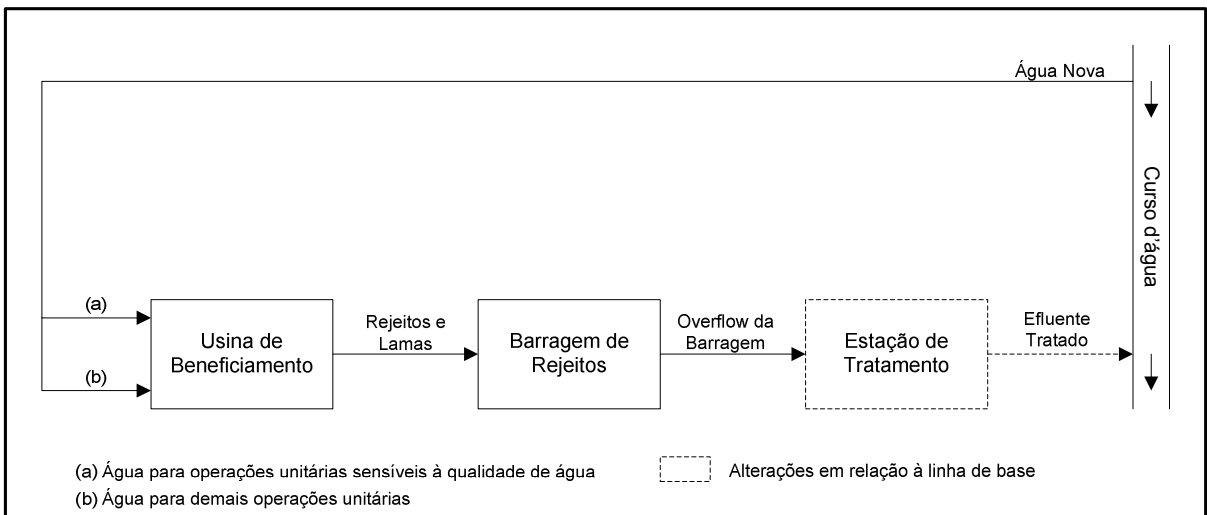 Água Nova
Curso d'água
(a)
(b)
Usina de
Beneficiamento
Rejeitos e
Lamas
Barragem de
Rejeitos
Overflow da
Barragem
Estação de
Tratamento
Efluente
Tratado
(a) Água para operações unitárias sensíveis à qualidade de água
(b) Água para demais operações unitárias
Alterações em relação à linha de base